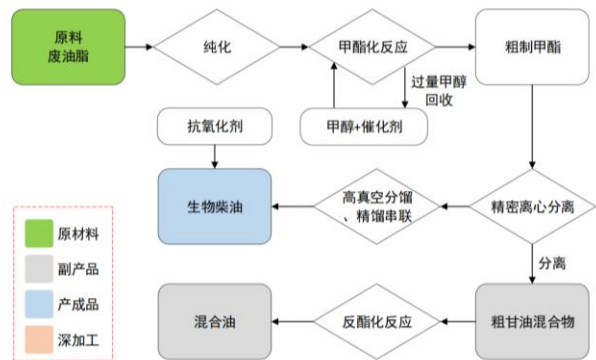 原料
废油脂
纯化
甲酯化反应
粗制甲酯
过量甲醇
回收
抗氧化剂
甲醇+催化剂
生物柴油
高真空分馏
、精馏串联
精密离心分离
分离
原材料
副产品
产成品
深加工
混合油
反酯化反应
粗甘油混合物